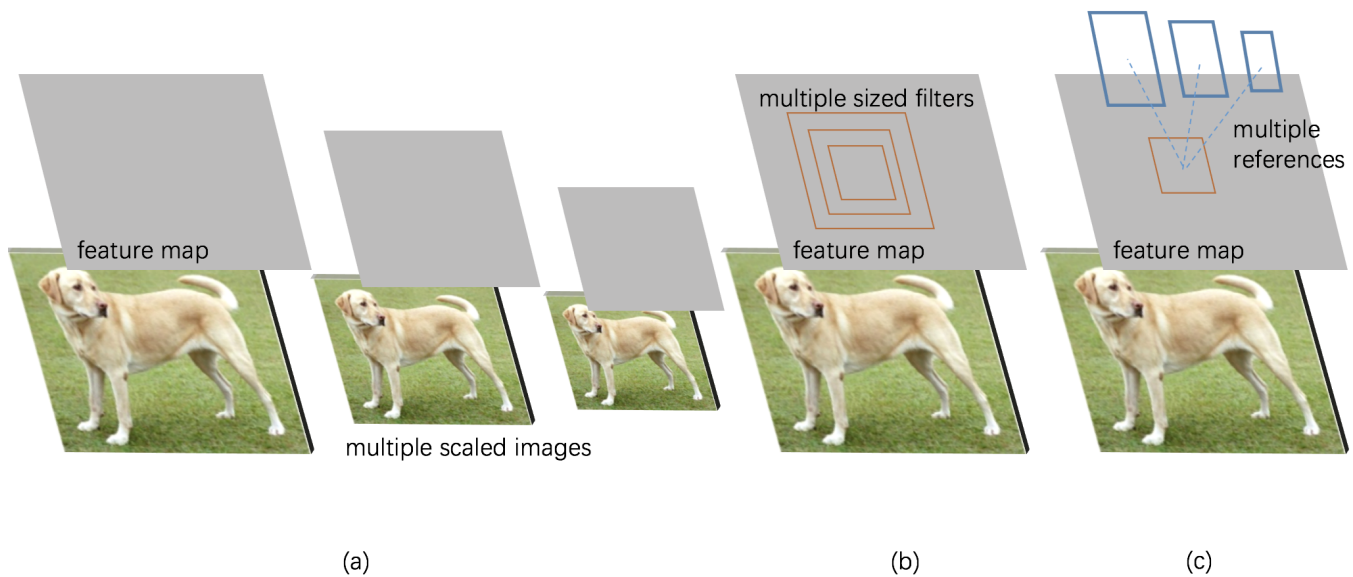 feature map
multiple scaled images
(a)
multiple sized filters
feature map
(b)
multiple
references
feature map
(c)